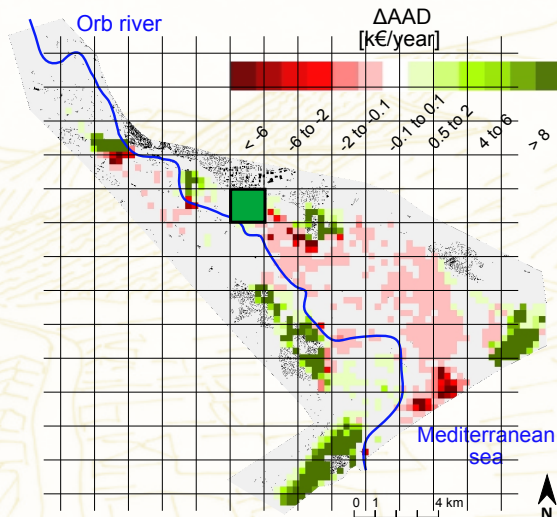 Orb river
ΔAAD
[k€/year]
< -6
-6 to -2
-2 to -0.1
-0.1 to 0.1
0.5 to 2
4 to 6
> 8
Mediterranean
sea
0 1 4 km
N